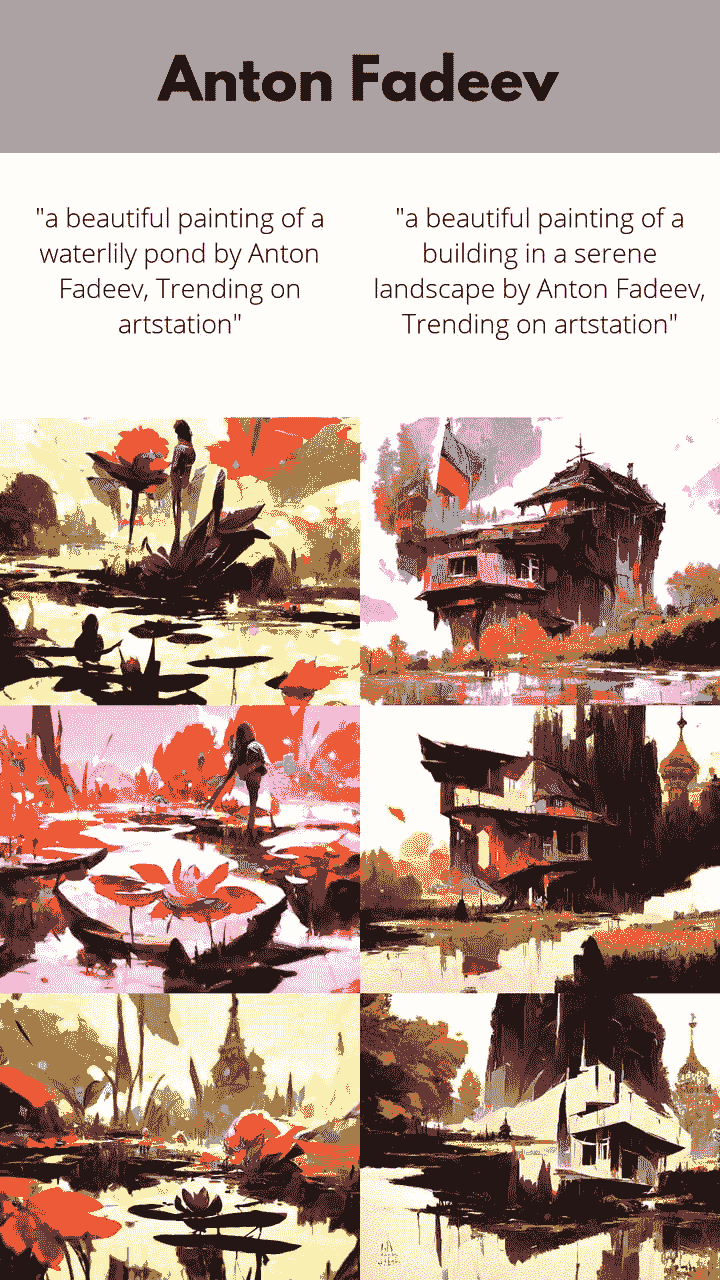 Anton Fadeev
"a beautiful painting of a
waterlily pond by Anton
Fadeev, Trending on
artstation"
"a beautiful painting of a
building in a serene
landscape by Anton Fadeev,
Trending on artstation"